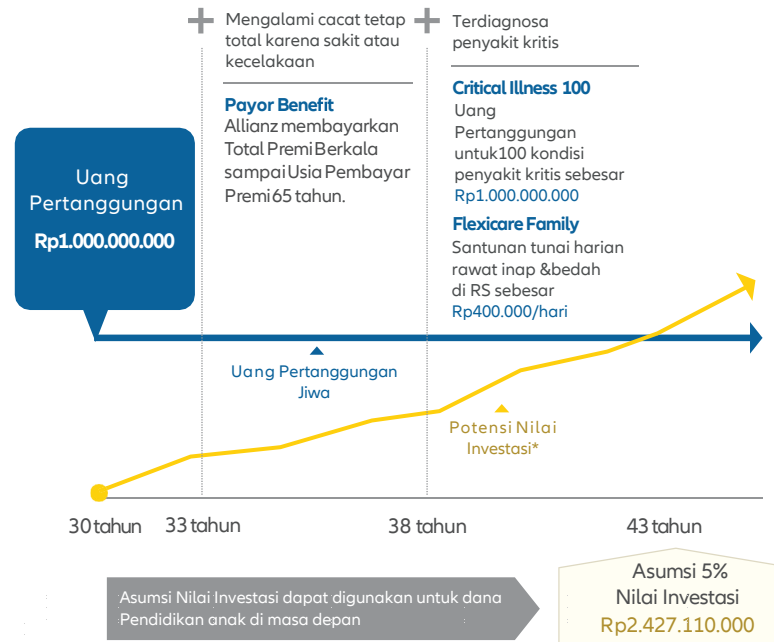 Mengalami cacat tetap
total karena sakit atau
kecelakaan
Payor Benefit
Allianz membayarkan
Total Premi Berkala
sampai Usia Pembayar
Premi 65 tahun.
Terdiagnosa
penyakit kritis
Critical Illness 100
Uang
Pertanggungan
untuk100 kondisi
penyakit kritis sebesar
Rp1.000.000.000
Flexicare Family
Santunan tunai harian
rawat inap &bedah
di RS sebesar
Rp400.000/hari
Uang
Pertanggungan
Rp1.000.000.000
Uang Pertanggungan
Jiwa
Potensi Nilai
Investasi*
30 tahun
33 tahun
38 tahun
43 tahun
Asumsi Nilai Investasi dapat digunakan untuk dana
Pendidikan anak di masa depan
Asumsi 5%
Nilai Investasi
Rp2.427.110.000